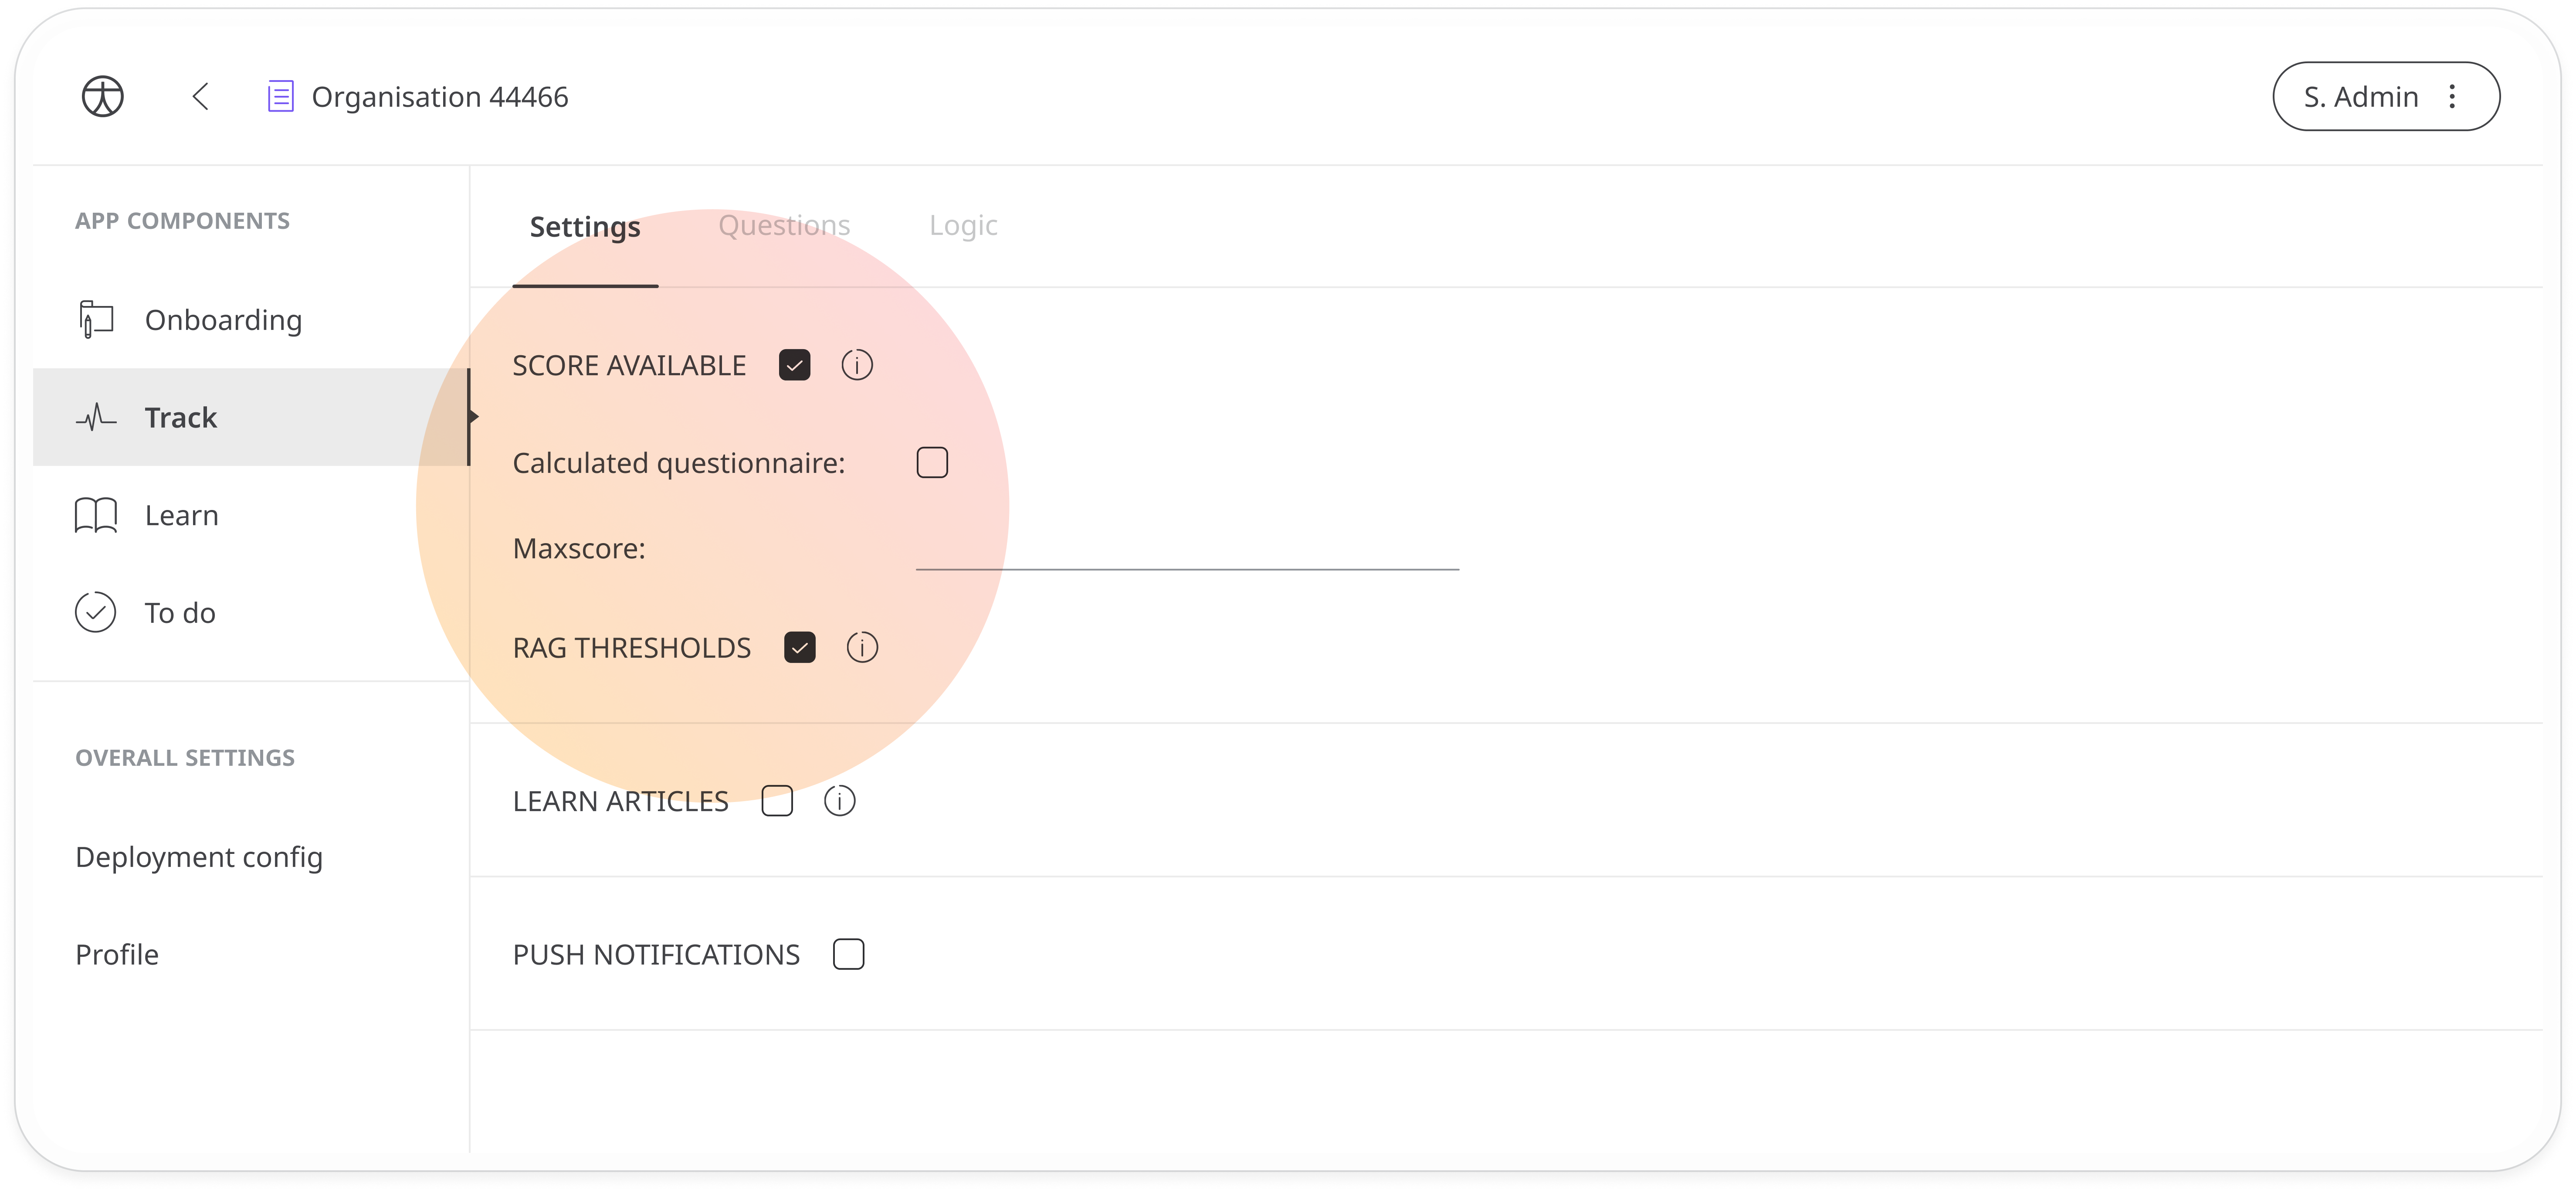 Organisation 44466
S. Admin
APP COMPONENTS
Onboarding
Track
Learn
To do
OVERALL SETTINGS
Deployment config
Profile
Settings
Questions
Logic
SCORE AVAILABLE
Calculated questionnaire:
Maxscore:
RAG THRESHOLDS
LEARN ARTICLES
PUSH NOTIFICATIONS